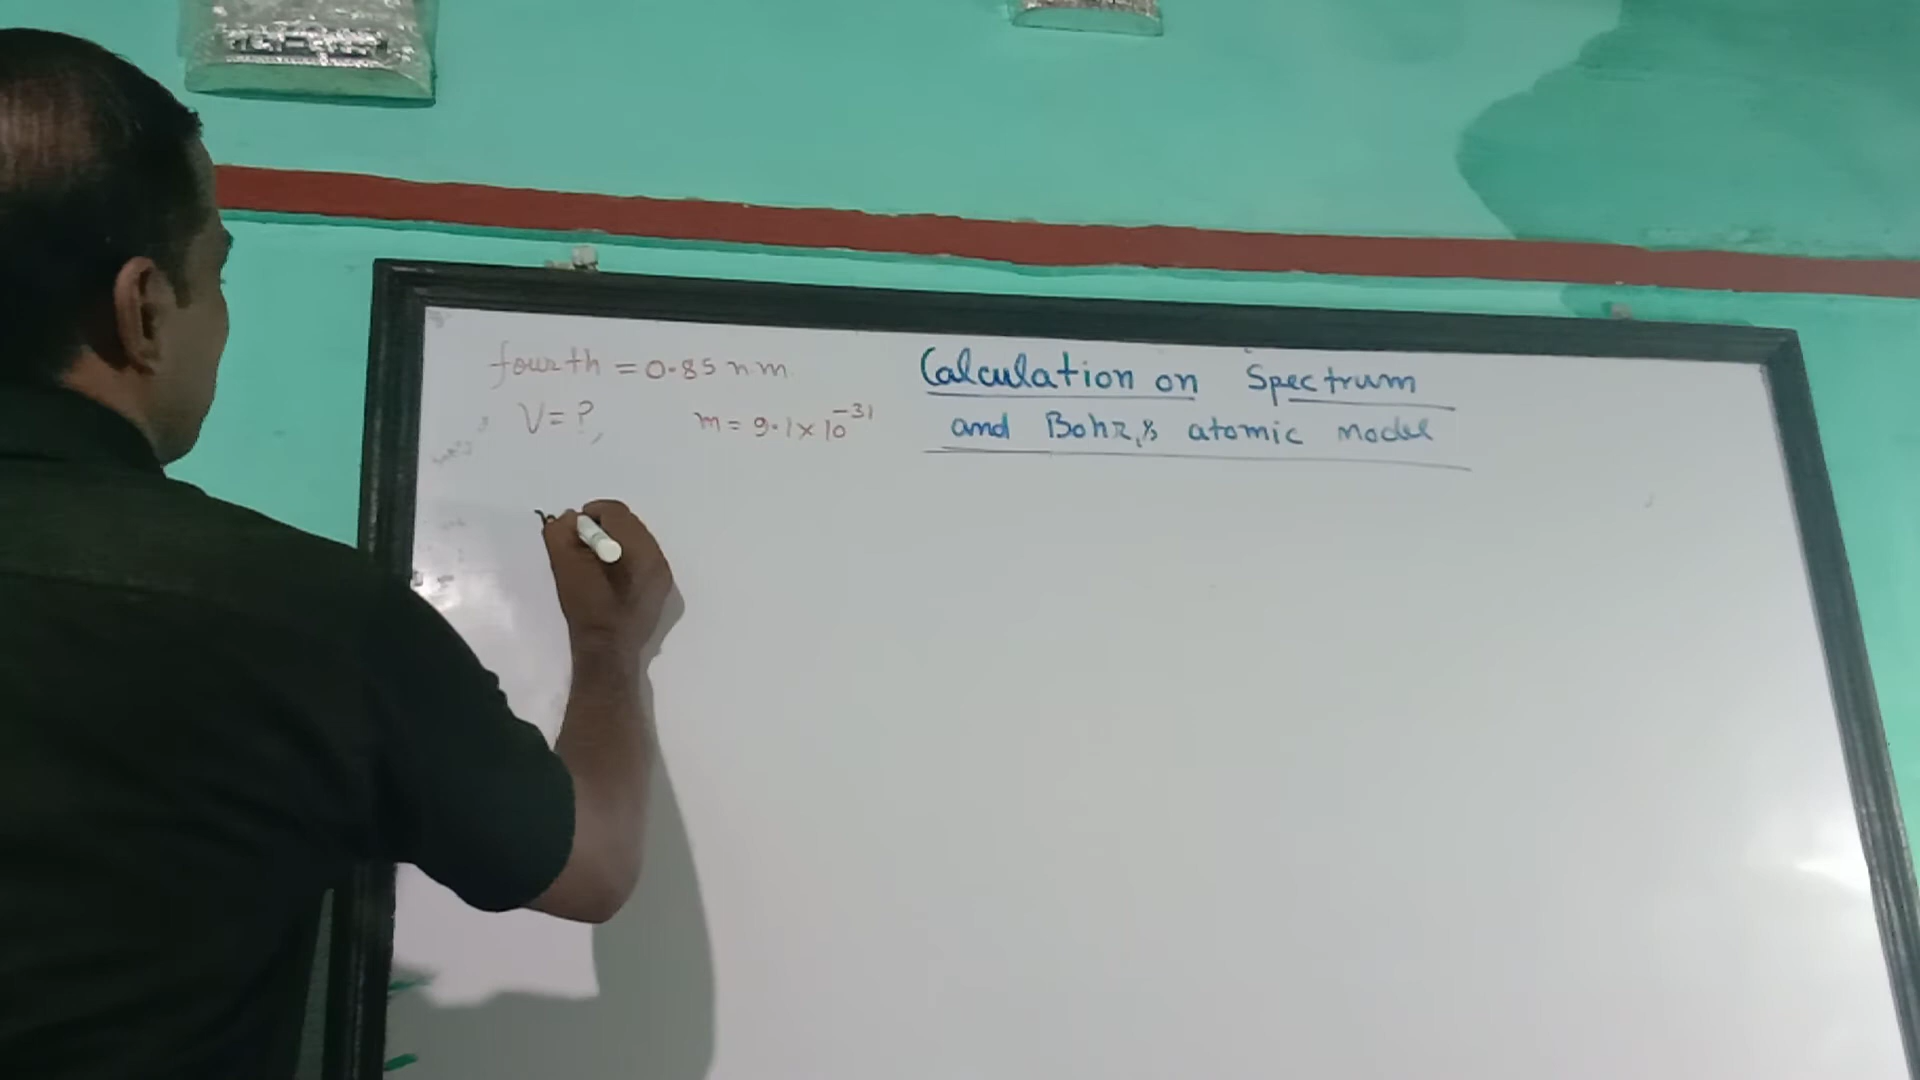 fourth = 0.85 nm
V = ?, m = 9.1 × 10⁻³¹
Calculation on Spectrum
and Bohr,s atomic model